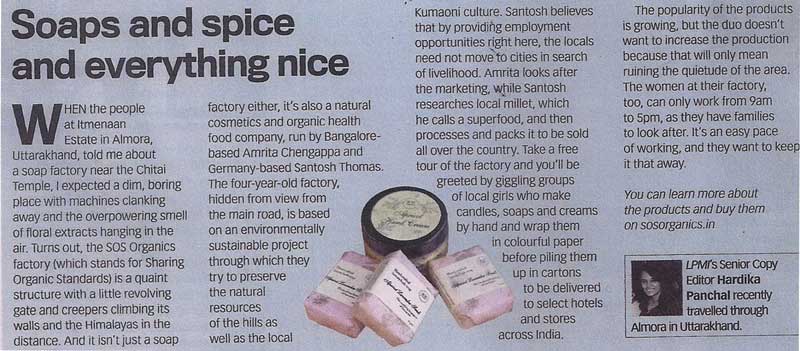 Soaps and spice
and everything nice
WHEN the people
at Itmenaan
Estate in Almora,
Uttarakhand, told me about
a soap factory near the Chitai
Temple, I expected a dim, boring
place with machines clanking
away and the overpowering smell
of floral extracts hanging in the
air. Turns out, the SOS Organics
factory (which stands for Sharing
Organic Standards) is a quaint
structure with a little revolving
gate and creepers climbing its
walls and the Himalayas in the
distance. And it isn't just a soap
factory either, it's also a natural
cosmetics and organic health
food company, run by Bangalore-
based Amrita Chengappa and
Germany-based Santosh Thomas.
The four-year-old factory,
hidden from view from
the main road, is based
on an environmentally
sustainable project
through which they
try to preserve
the natural
resources
of the hills as
well as the local
Kumaoni culture. Santosh believes
that by providing employment
opportunities right here, the locals
need not move to cities in search
of livelihood. Amrita looks after
the marketing, while Santosh
researches local millet, which
he calls a superfood, and then
processes and packs it to be sold
all over the country. Take a free
tour of the factory and you'll be
greeted by giggling groups
of local girls who make
candles, soaps and creams
by hand and wrap them
in colourful paper
before piling them
up in cartons
to be delivered
to select hotels
and stores
across India.
The popularity of the products
is growing, but the duo doesn't
want to increase the production
because that will only mean
ruining the quietude of the area.
The women at their factory,
too, can only work from 9am
to 5pm, as they have families
to look after. It's an easy pace
of working, and they want to keep
it that away.
You can learn more about
the products and buy them
on sosorganics.in
LPMI's Senior Copy
Editor Hardika
Panchal recently
travelled through
Almora in Uttarakhand.